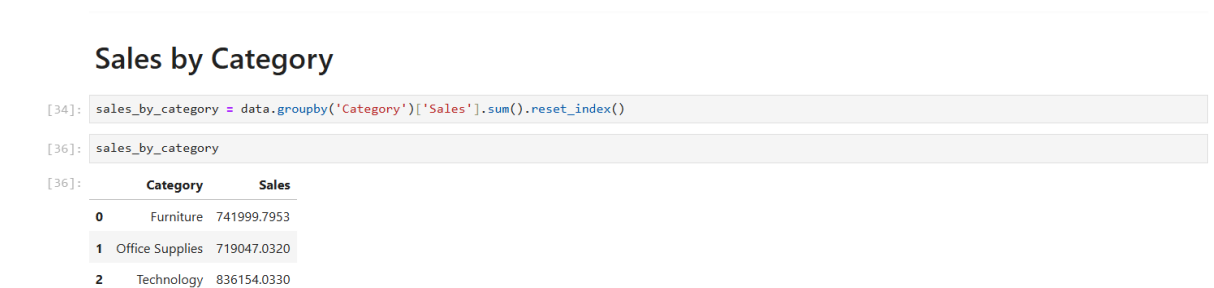 Sales by Category
[34]: sales_by_category = data.groupby('Category')['Sales'].sum().reset_index()
[36]: sales_by_category
[36]:
Category Sales
0 Furniture 741999.7953
1 Office Supplies 719047.0320
2 Technology 836154.0330